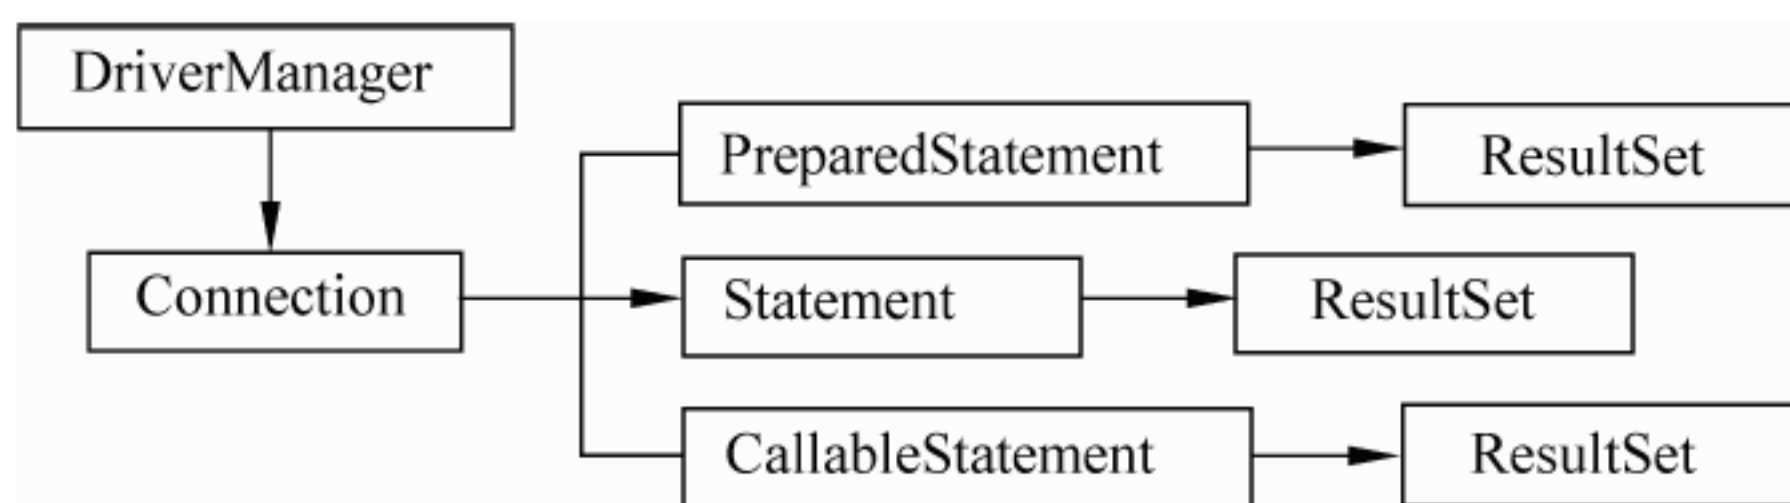 DriverManager
PreparedStatement
ResultSet
Connection
Statement
ResultSet
CallableStatement
ResultSet